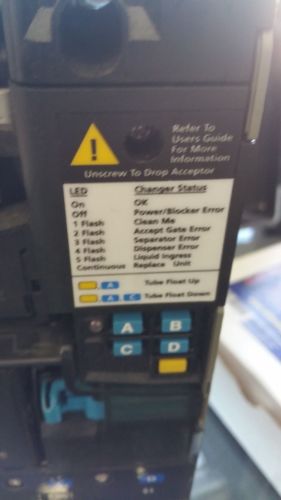 Refer To
Users Guide
For More
Information
Unscrew To Drop Acceptor
LED Changer Status
On OK
Off Power/Blocker Error
1 Flash Clean Me
2 Flash Accept Gate Error
3 Flash Separator Error
4 Flash Dispenser Error
5 Flash Liquid Ingress
Continuous Replace Unit
A Tube Float Up
A C Tube Float Down
A B
C D